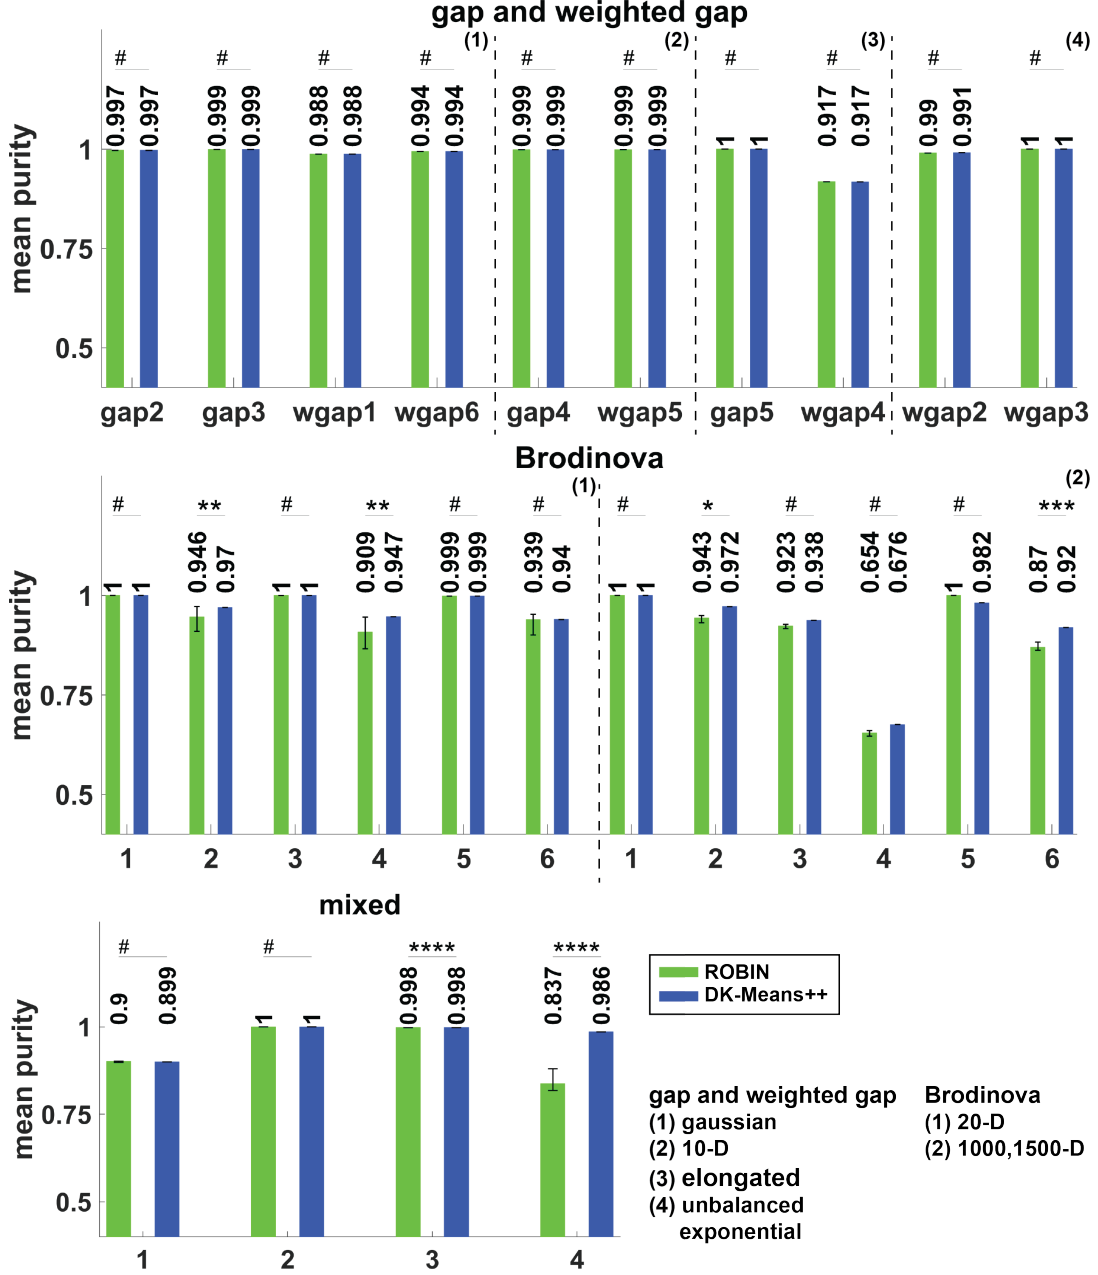 gap and weighted gap
(1) (2) (3) (4)
# # # # # # # # # #
0.997 0.997 0.999 0.999 0.988 0.988 0.994 0.994 0.999 0.999 0.999 0.999 1 1 0.917 0.917 0.99 0.991 1 1
mean purity
1
0.75
0.5
gap2 gap3 wgap1 wgap6 gap4 wgap5 gap5 wgap4 wgap2 wgap3
Brodinova
(1) (2)
# ** # ** # # # * # # # ***
1 1 0.946 0.97 1 1 0.909 0.947 0.999 0.999 0.939 0.94 1 1 0.943 0.972 0.923 0.938 0.654 0.676 1 0.982 0.87 0.92
mean purity
1
0.75
0.5
1 2 3 4 5 6 1 2 3 4 5 6
mixed
# # **** ****
0.9 0.899 1 1 0.998 0.998 0.837 0.986
mean purity
1
0.75
0.5
1 2 3 4
ROBIN
DK-Means++
gap and weighted gap
(1) gaussian
(2) 10-D
(3) elongated
(4) unbalanced
exponential
Brodinova
(1) 20-D
(2) 1000,1500-D